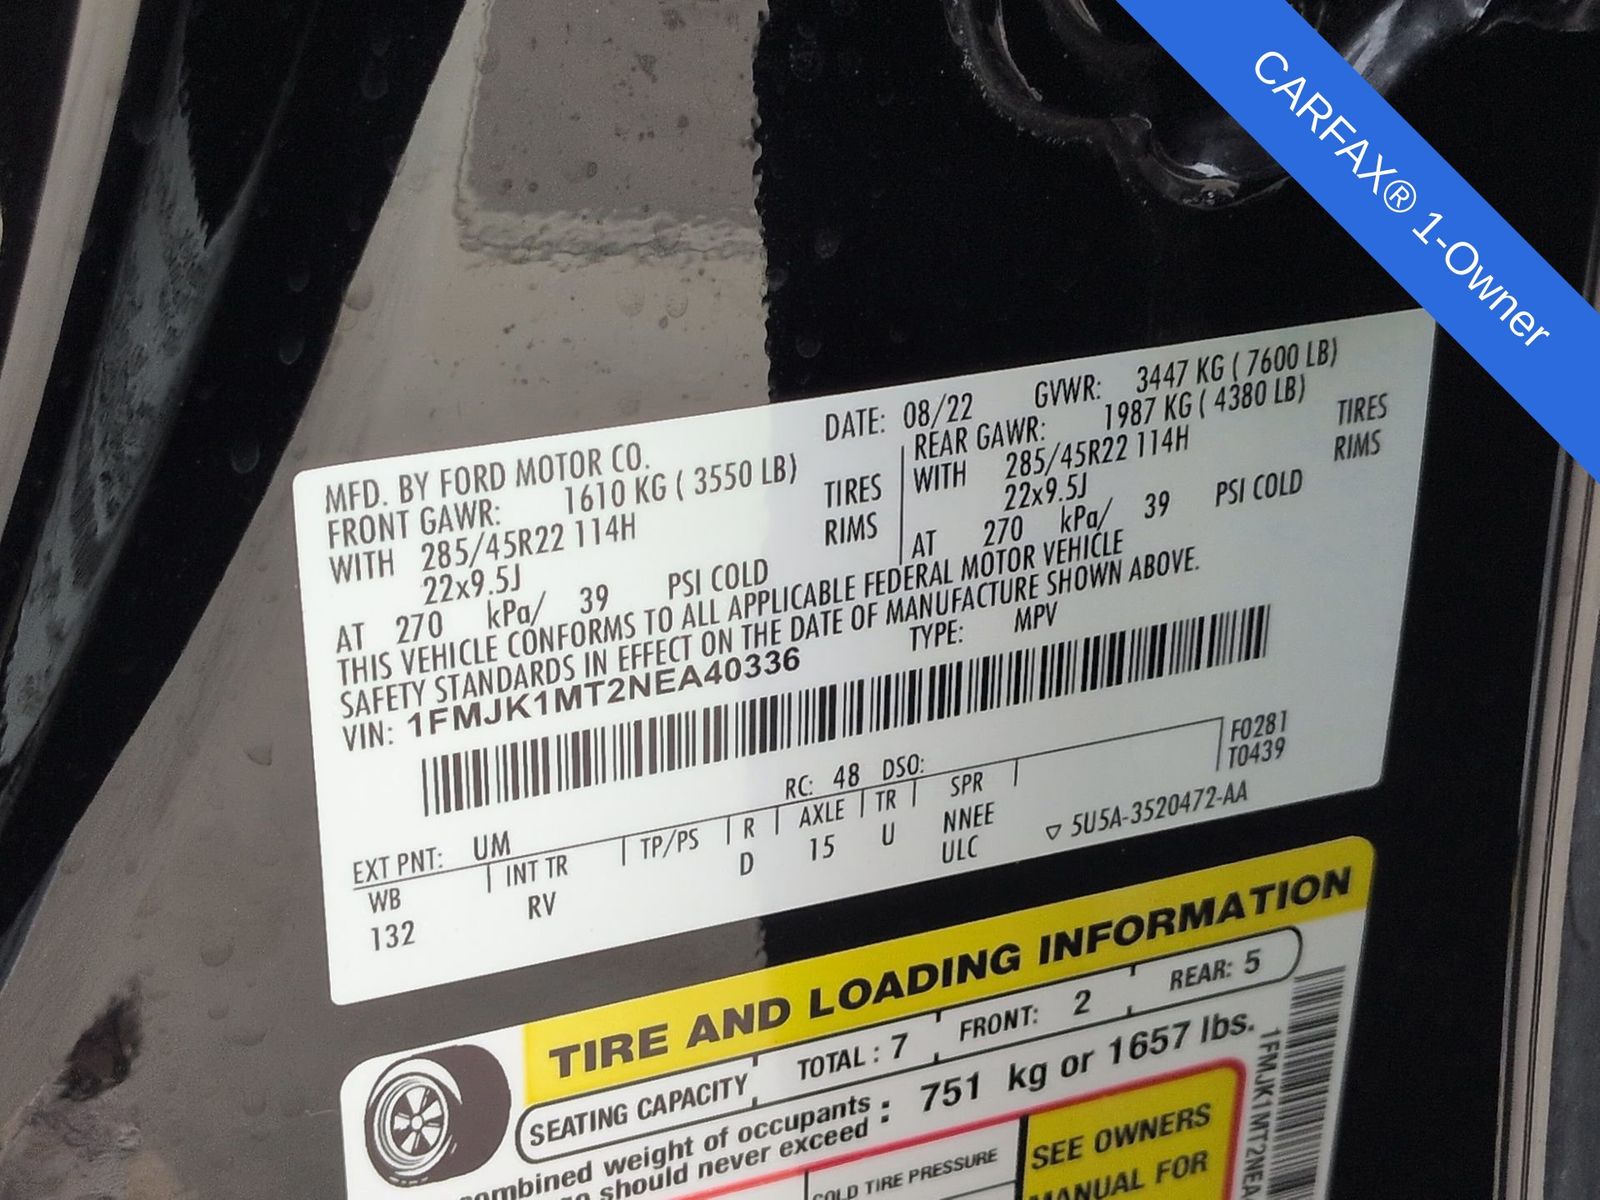 CARFAX® 1-Owner
MFD. BY FORD MOTOR CO.
DATE: 08/22 GVWR: 3447 KG ( 7600 LB)
FRONT GAWR: 1610 KG ( 3550 LB)
WITH 285/45R22 114H TIRES
22x9.5J RIMS
AT 270 kPa/ 39 PSI COLD
REAR GAWR: 1987 KG ( 4380 LB)
WITH 285/45R22 114H TIRES
22x9.5J RIMS
AT 270 kPa/ 39 PSI COLD
THIS VEHICLE CONFORMS TO ALL APPLICABLE FEDERAL MOTOR VEHICLE
SAFETY STANDARDS IN EFFECT ON THE DATE OF MANUFACTURE SHOWN ABOVE.
VIN: 1FMJK1MT2NEA40336 TYPE: MPV
F0281
T0439
EXT PNT: UM RC: 48 DSO:
WB INT TR TP/PS R AXLE TR SPR
132 RV D 15 U NNEE
ULC
▽ 5U5A-3520472-AA
TIRE AND LOADING INFORMATION
SEATING CAPACITY TOTAL : 7 FRONT: 2 REAR: 5
combined weight of occupants : 751 kg or 1657 lbs.
should never exceed
COLD TIRE PRESSURE
SEE OWNERS
MANUAL FOR
1FMJK1MT2NEA